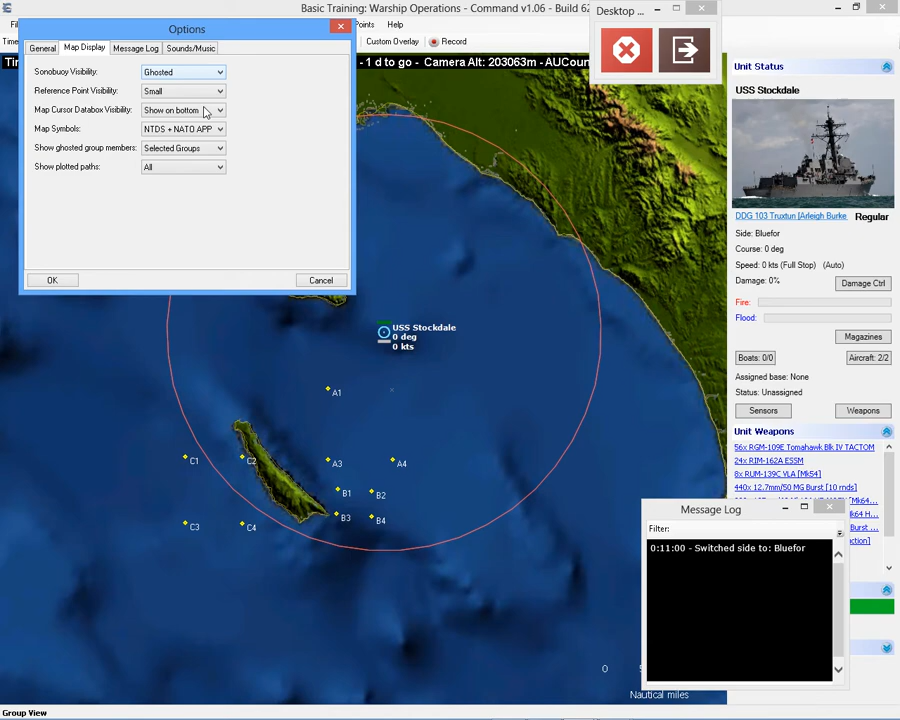 Basic Training: Warship Operations - Command v1.06 - Build 62
Desktop ...
Options
Points Help
General Map Display Message Log Sounds/Music
Custom Overlay Record
- 1 d to go - Camera Alt: 203063m - AUCoun
Sonobuoy Visibility: Ghosted
Reference Point Visibility: Small
Map Cursor Databox Visibility: Show on bottom
Map Symbols: NTDS + NATO APP
Show ghosted group members: Selected Groups
Show plotted paths: All
OK Cancel
USS Stockdale
0 deg
0 kts
A1
A3
A4
B1
B2
B3
B4
C1
C2
C3
C4
Unit Status
USS Stockdale
DDG 103 Truxtun [Arleigh Burke Regular
Side: Bluefor
Course: 0 deg
Speed: 0 kts (Full Stop) (Auto)
Damage: 0% Damage Ctrl
Fire:
Flood:
Magazines
Boats: 0/0 Aircraft: 2/2
Assigned base: None
Status: Unassigned
Sensors Weapons
Unit Weapons
56x RGM-109E Tomahawk Blk IV TACTOM
24x RIM-162A ESSM
8x RUM-139C VLA [Mk54]
440x 12.7mm/50 MG Burst [10 rnds]
Message Log
Filter:
0:11:00 - Switched side to: Bluefor
0
Nautical miles
Group View